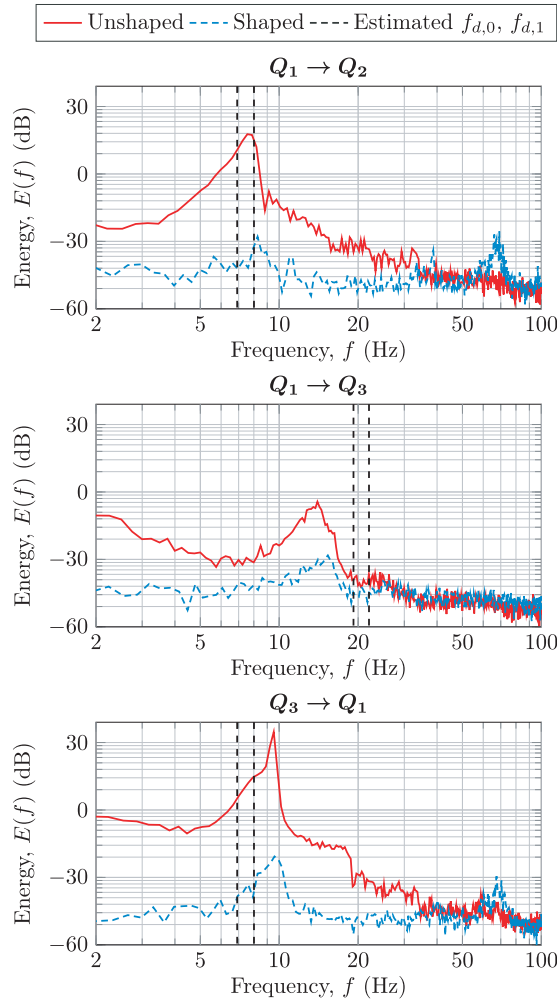 Unshaped Shaped Estimated f_{d,0}, f_{d,1}
Q₁ → Q₂
Energy, E(f) (dB)
30
0
−30
−60
2 5 10 20 50 100
Frequency, f (Hz)
Q₁ → Q₃
Energy, E(f) (dB)
30
0
−30
−60
2 5 10 20 50 100
Frequency, f (Hz)
Q₃ → Q₁
Energy, E(f) (dB)
30
0
−30
−60
2 5 10 20 50 100
Frequency, f (Hz)